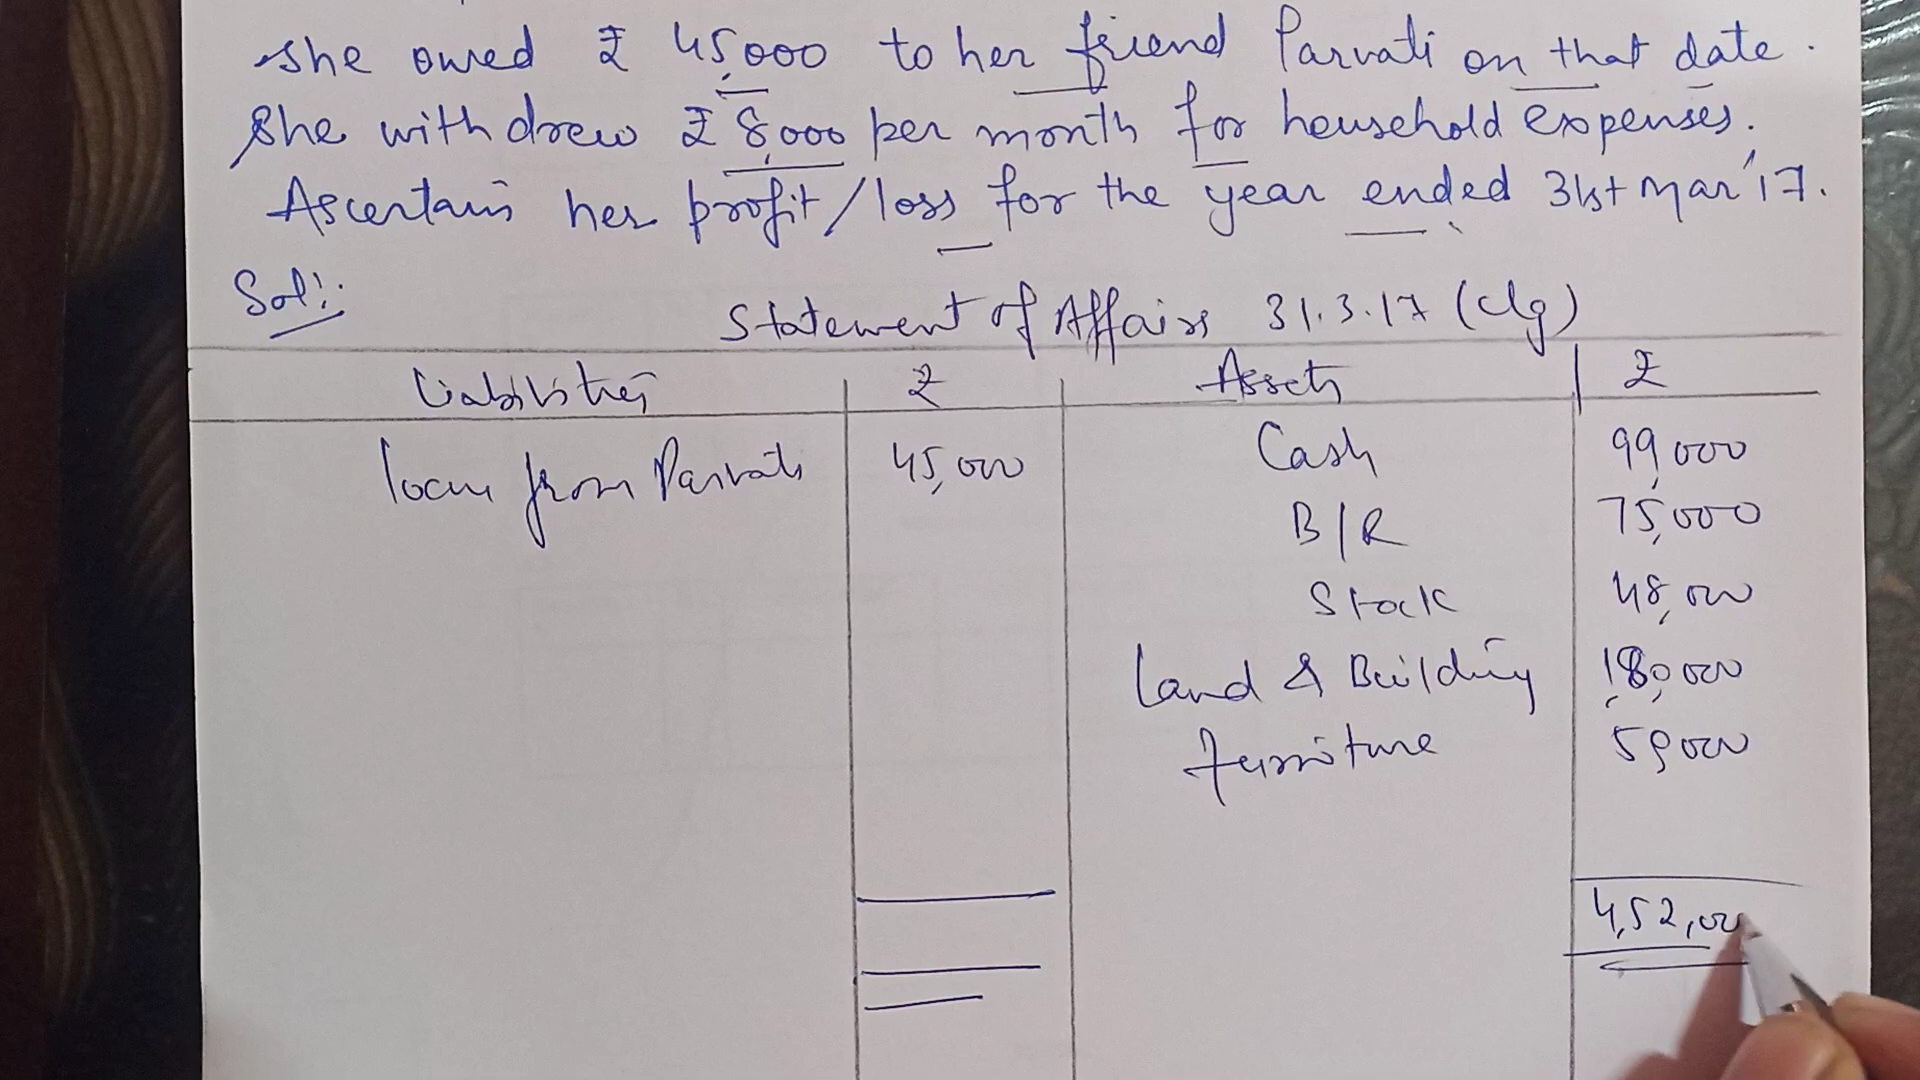 she owed ₹ 45,000 to her friend Parvati on that date.
She withdrew ₹ 8,000 per month for household expenses.
Ascertain her profit/loss for the year ended 31st Mar'17.
Sol:
Statement of Affairs 31.3.17 (Clg)
Liabilities ₹ Assets ₹
loan from Parvati 45,000 Cash 99,000
B/R 75,000
Stock 48,000
Land & Building 1,80,000
furniture 50,000
4,52,000